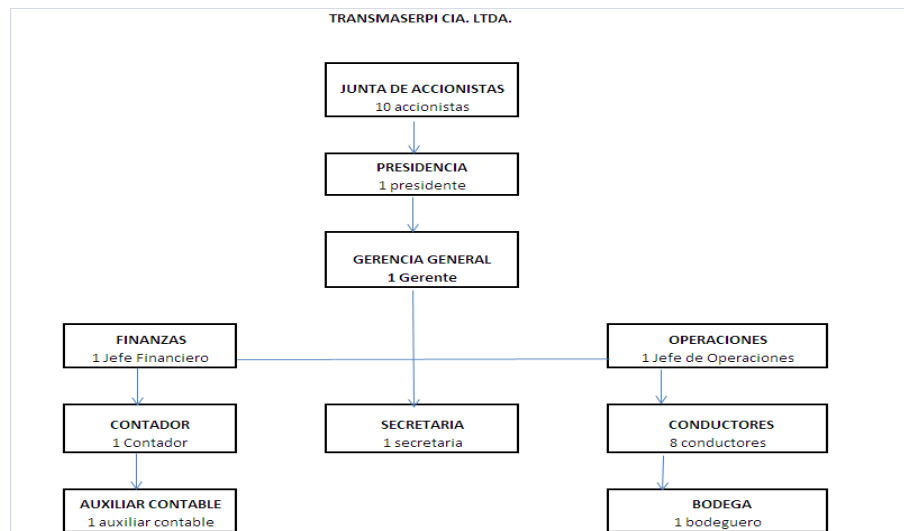 TRANSMASERPI CIA. LTDA.
JUNTA DE ACCIONISTAS
10 accionistas
PRESIDENCIA
1 presidente
GERENCIA GENERAL
1 Gerente
FINANZAS
1 Jefe Financiero
OPERACIONES
1 Jefe de Operaciones
CONTADOR
1 Contador
SECRETARIA
1 secretaria
CONDUCTORES
8 conductores
AUXILIAR CONTABLE
1 auxiliar contable
BODEGA
1 bodeguero